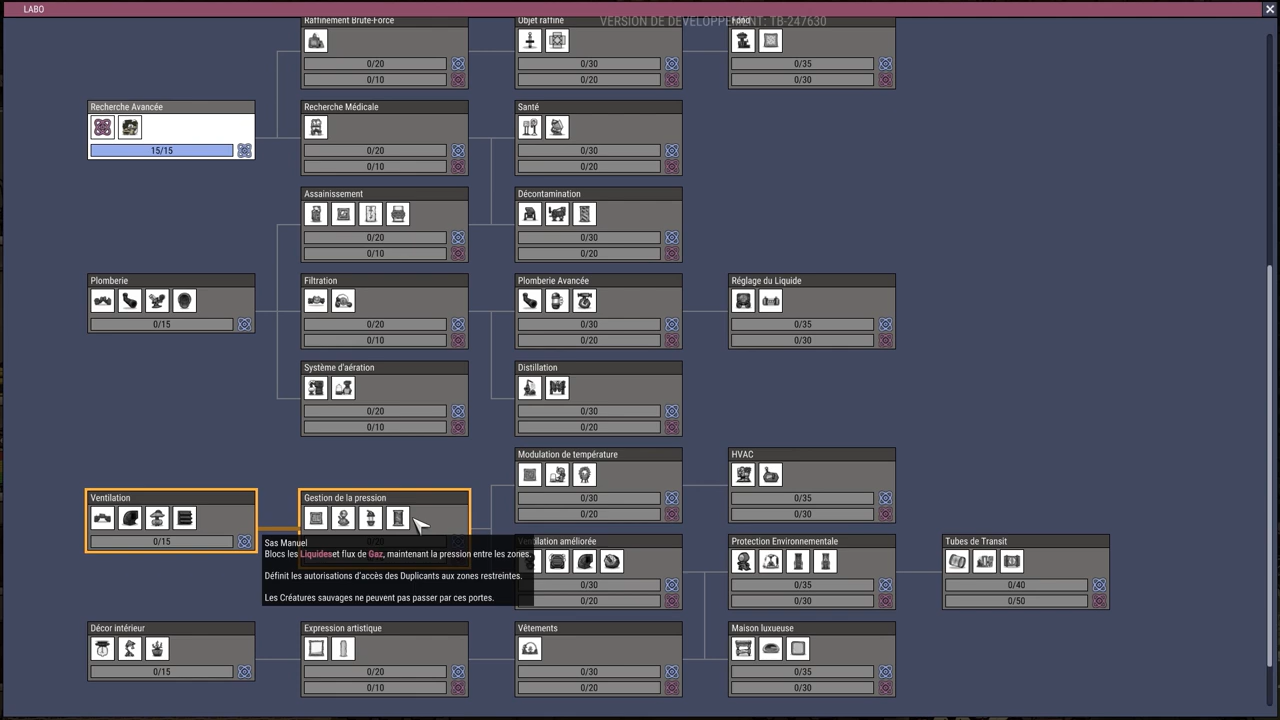 LABO
VERSION DE DEVELOPPEMENT: TB-247630
Raffinement Brute-Force
0/20
0/10
Objet raffiné
0/30
0/20
0/35
0/30
Recherche Avancée
15/15
Recherche Médicale
0/20
0/10
Santé
0/30
0/20
Assainissement
0/20
0/10
Décontamination
0/30
0/20
Plomberie
0/15
Filtration
0/20
0/10
Plomberie Avancée
0/30
0/20
Réglage du Liquide
0/35
0/30
Système d'aération
0/20
0/10
Distillation
0/30
0/20
Modulation de température
0/30
0/20
HVAC
0/35
0/30
Ventilation
0/15
Gestion de la pression
0/20
Sas Manuel
Blocs les Liquideset flux de Gaz, maintenant la pression entre les zones.
Définit les autorisations d'accès des Duplicants aux zones restreintes.
Les Créatures sauvages ne peuvent pas passer par ces portes.
Ventilation améliorée
0/30
0/20
Protection Environnementale
0/35
0/30
Tubes de Transit
0/40
0/50
Décor intérieur
0/15
Expression artistique
0/20
0/10
Vêtements
0/30
0/20
Maison luxueuse
0/35
0/30